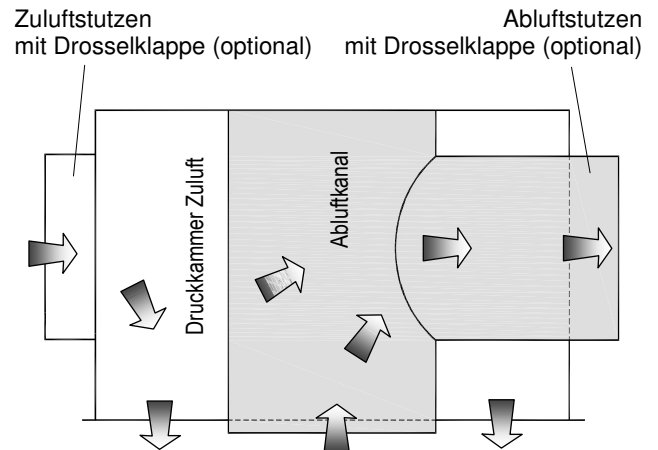 Zuluftstutzen
mit Drosselklappe (optional)
Abluftstutzen
mit Drosselklappe (optional)
Druckkammer Zuluft
Abluftkanal